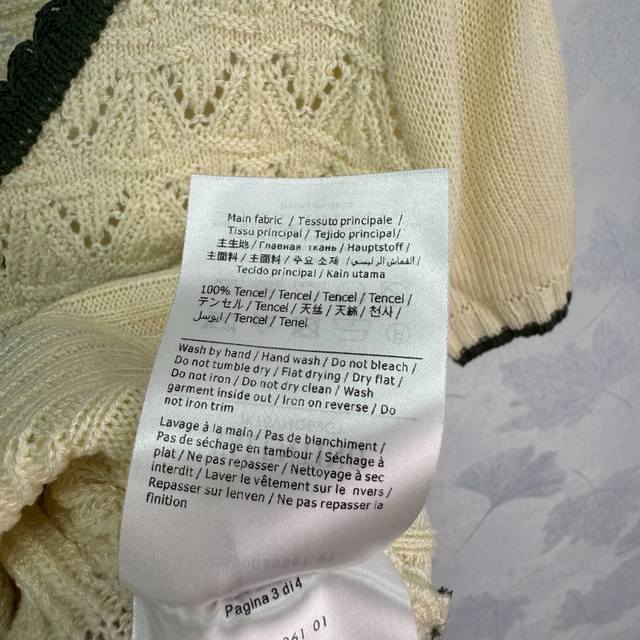 Main fabric / Tessuto principale /
Tissu principal / Tejido principal/
主生地 / Главная ткань / Hauptstoff /
主面料 / 主面料 / 주요 소재 / القماش الرئيسي/
Tecido principal / Kain utama
100% Tencel / Tencel / Tencel / Tencel /
テンセル / Tencel / 天丝 / 天絲 / 천사 /
ايوسل / Tencel / Tenel
Wash by hand / Hand wash / Do not bleach /
Do not tumble dry / Flat drying / Dry flat /
Do not iron / Do not dry clean / Wash
garment inside out / Iron on reverse / Do
not iron trim
Lavage à la main / Pas de blanchiment /
Pas de séchage en tambour / Séchage à
plat / Ne pas repasser / Nettoyage à sec
interdit / Laver le vêtement sur le nvers /
Repasser sur lenven / Ne pas repasser la
finition
Pagina 3 di 4